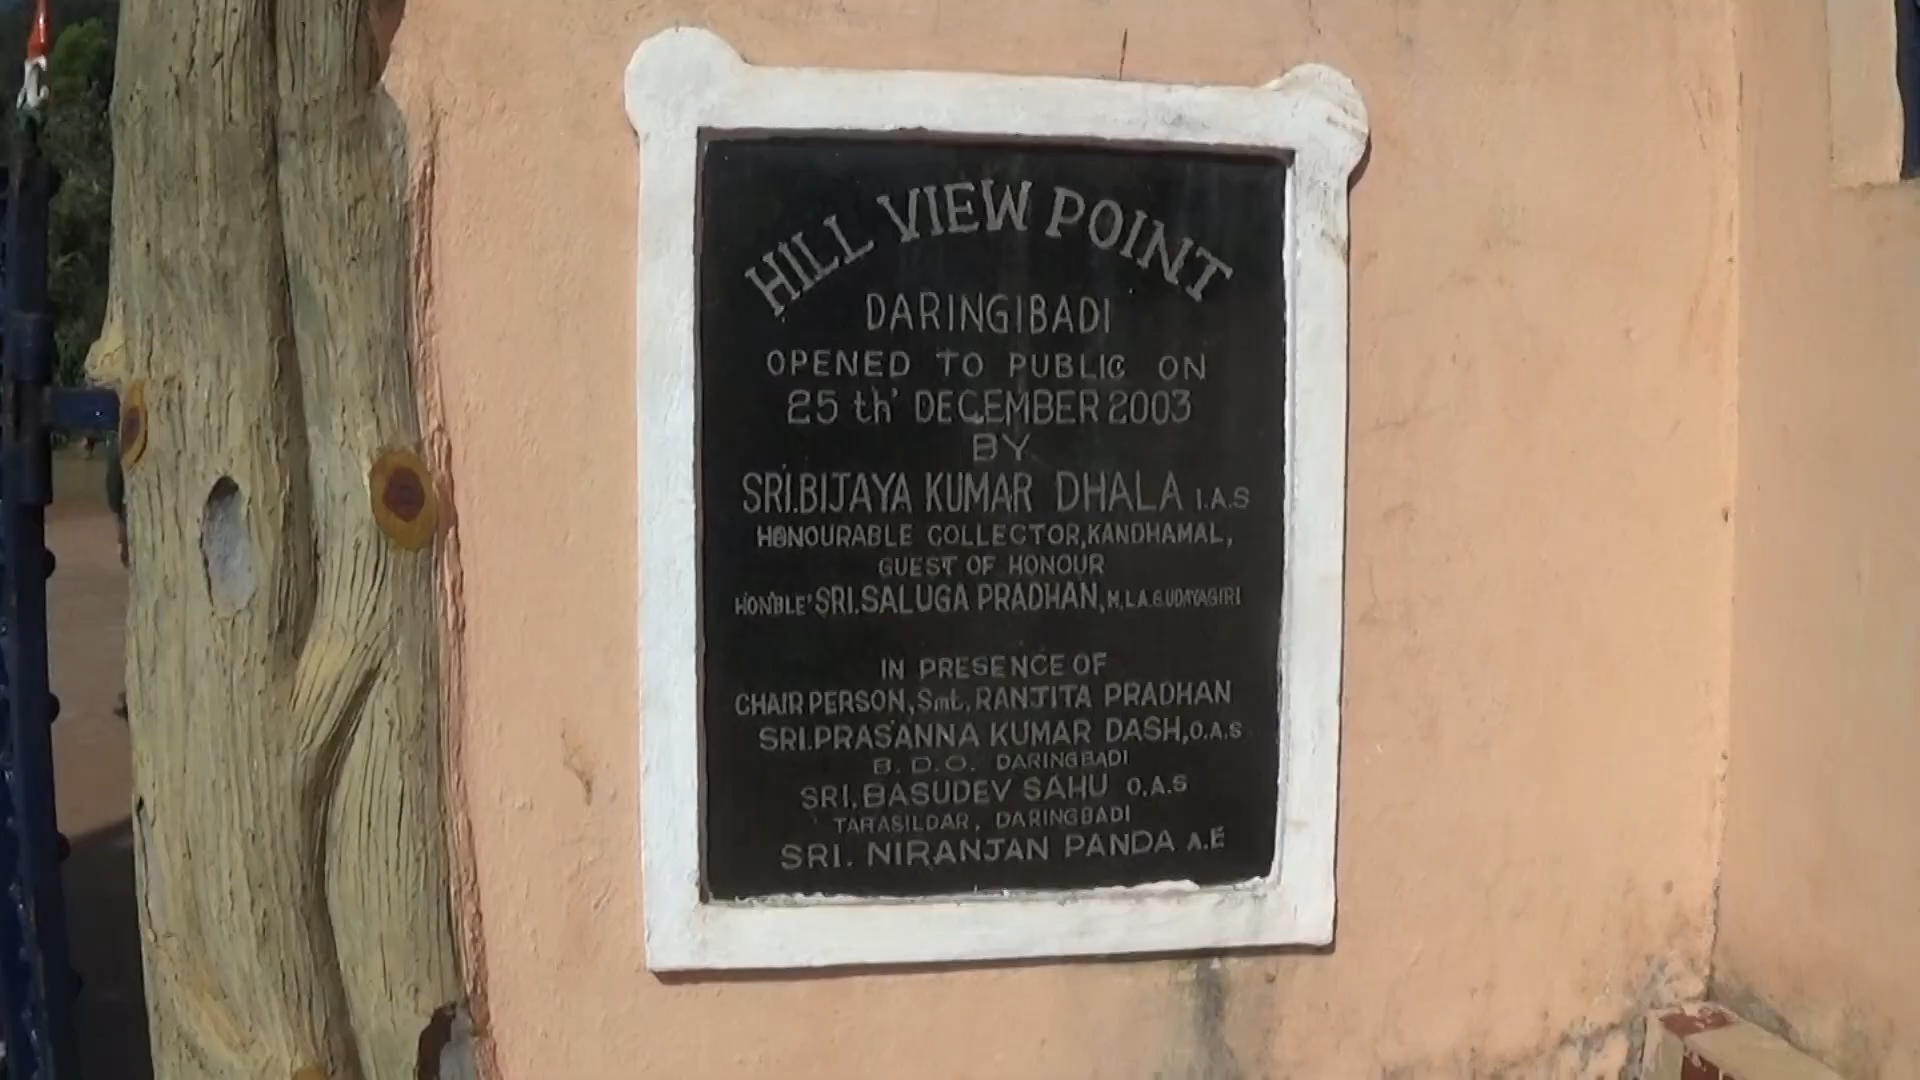 HILL VIEW POINT
DARINGIBADI
OPENED TO PUBLIC ON
25 th' DECEMBER 2003
BY
SRI.BIJAYA KUMAR DHALA I.A.S
HONOURABLE COLLECTOR,KANDHAMAL,
GUEST OF HONOUR
HON'BLE' SRI.SALUGA PRADHAN, M.L.A.G.UDAYAGIRI
IN PRESENCE OF
CHAIR PERSON, Smt. RANJITA PRADHAN
SRI.PRASANNA KUMAR DASH,O.A.S
B. D.O. DARINGBADI
SRI.BASUDEV SAHU O.A.S
TAHASILDAR, DARINGBADI
SRI. NIRANJAN PANDA A.E